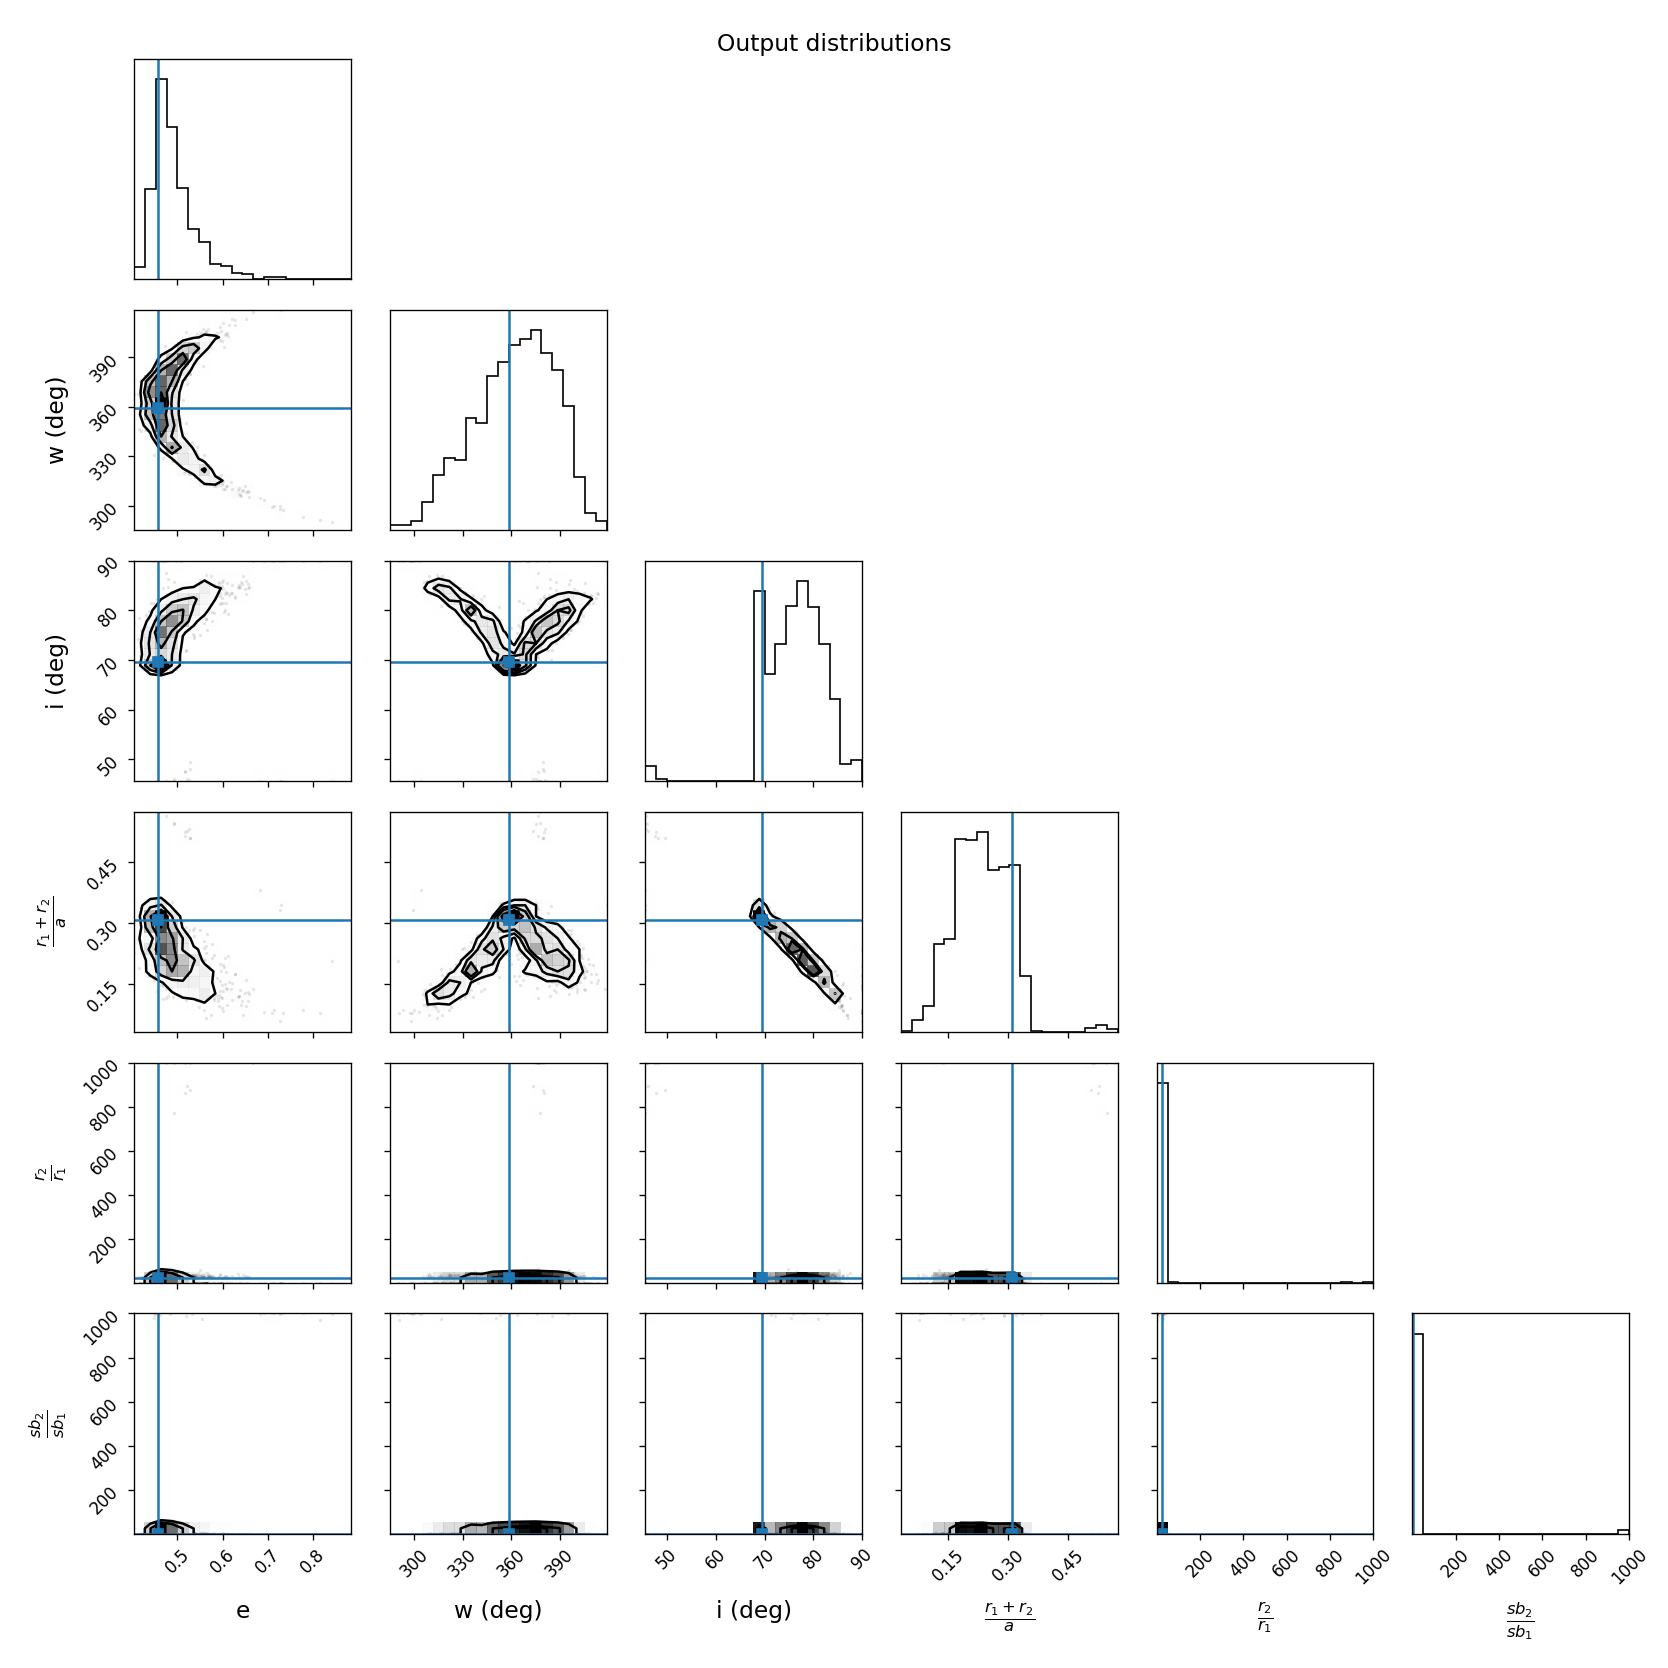 Output distributions
w (deg)
390
360
330
300
i (deg)
90
80
70
60
50
r₁ + r₂
a
0.45
0.30
0.15
r₂
r₁
1000
800
600
400
200
sb₂
sb₁
1000
800
600
400
200
0.5 0.6 0.7 0.8
300 330 360 390
50 60 70 80 90
0.15 0.30 0.45
200 400 600 800 1000
200 400 600 800 1000
e
w (deg)
i (deg)
r₁ + r₂
a
r₂
r₁
sb₂
sb₁